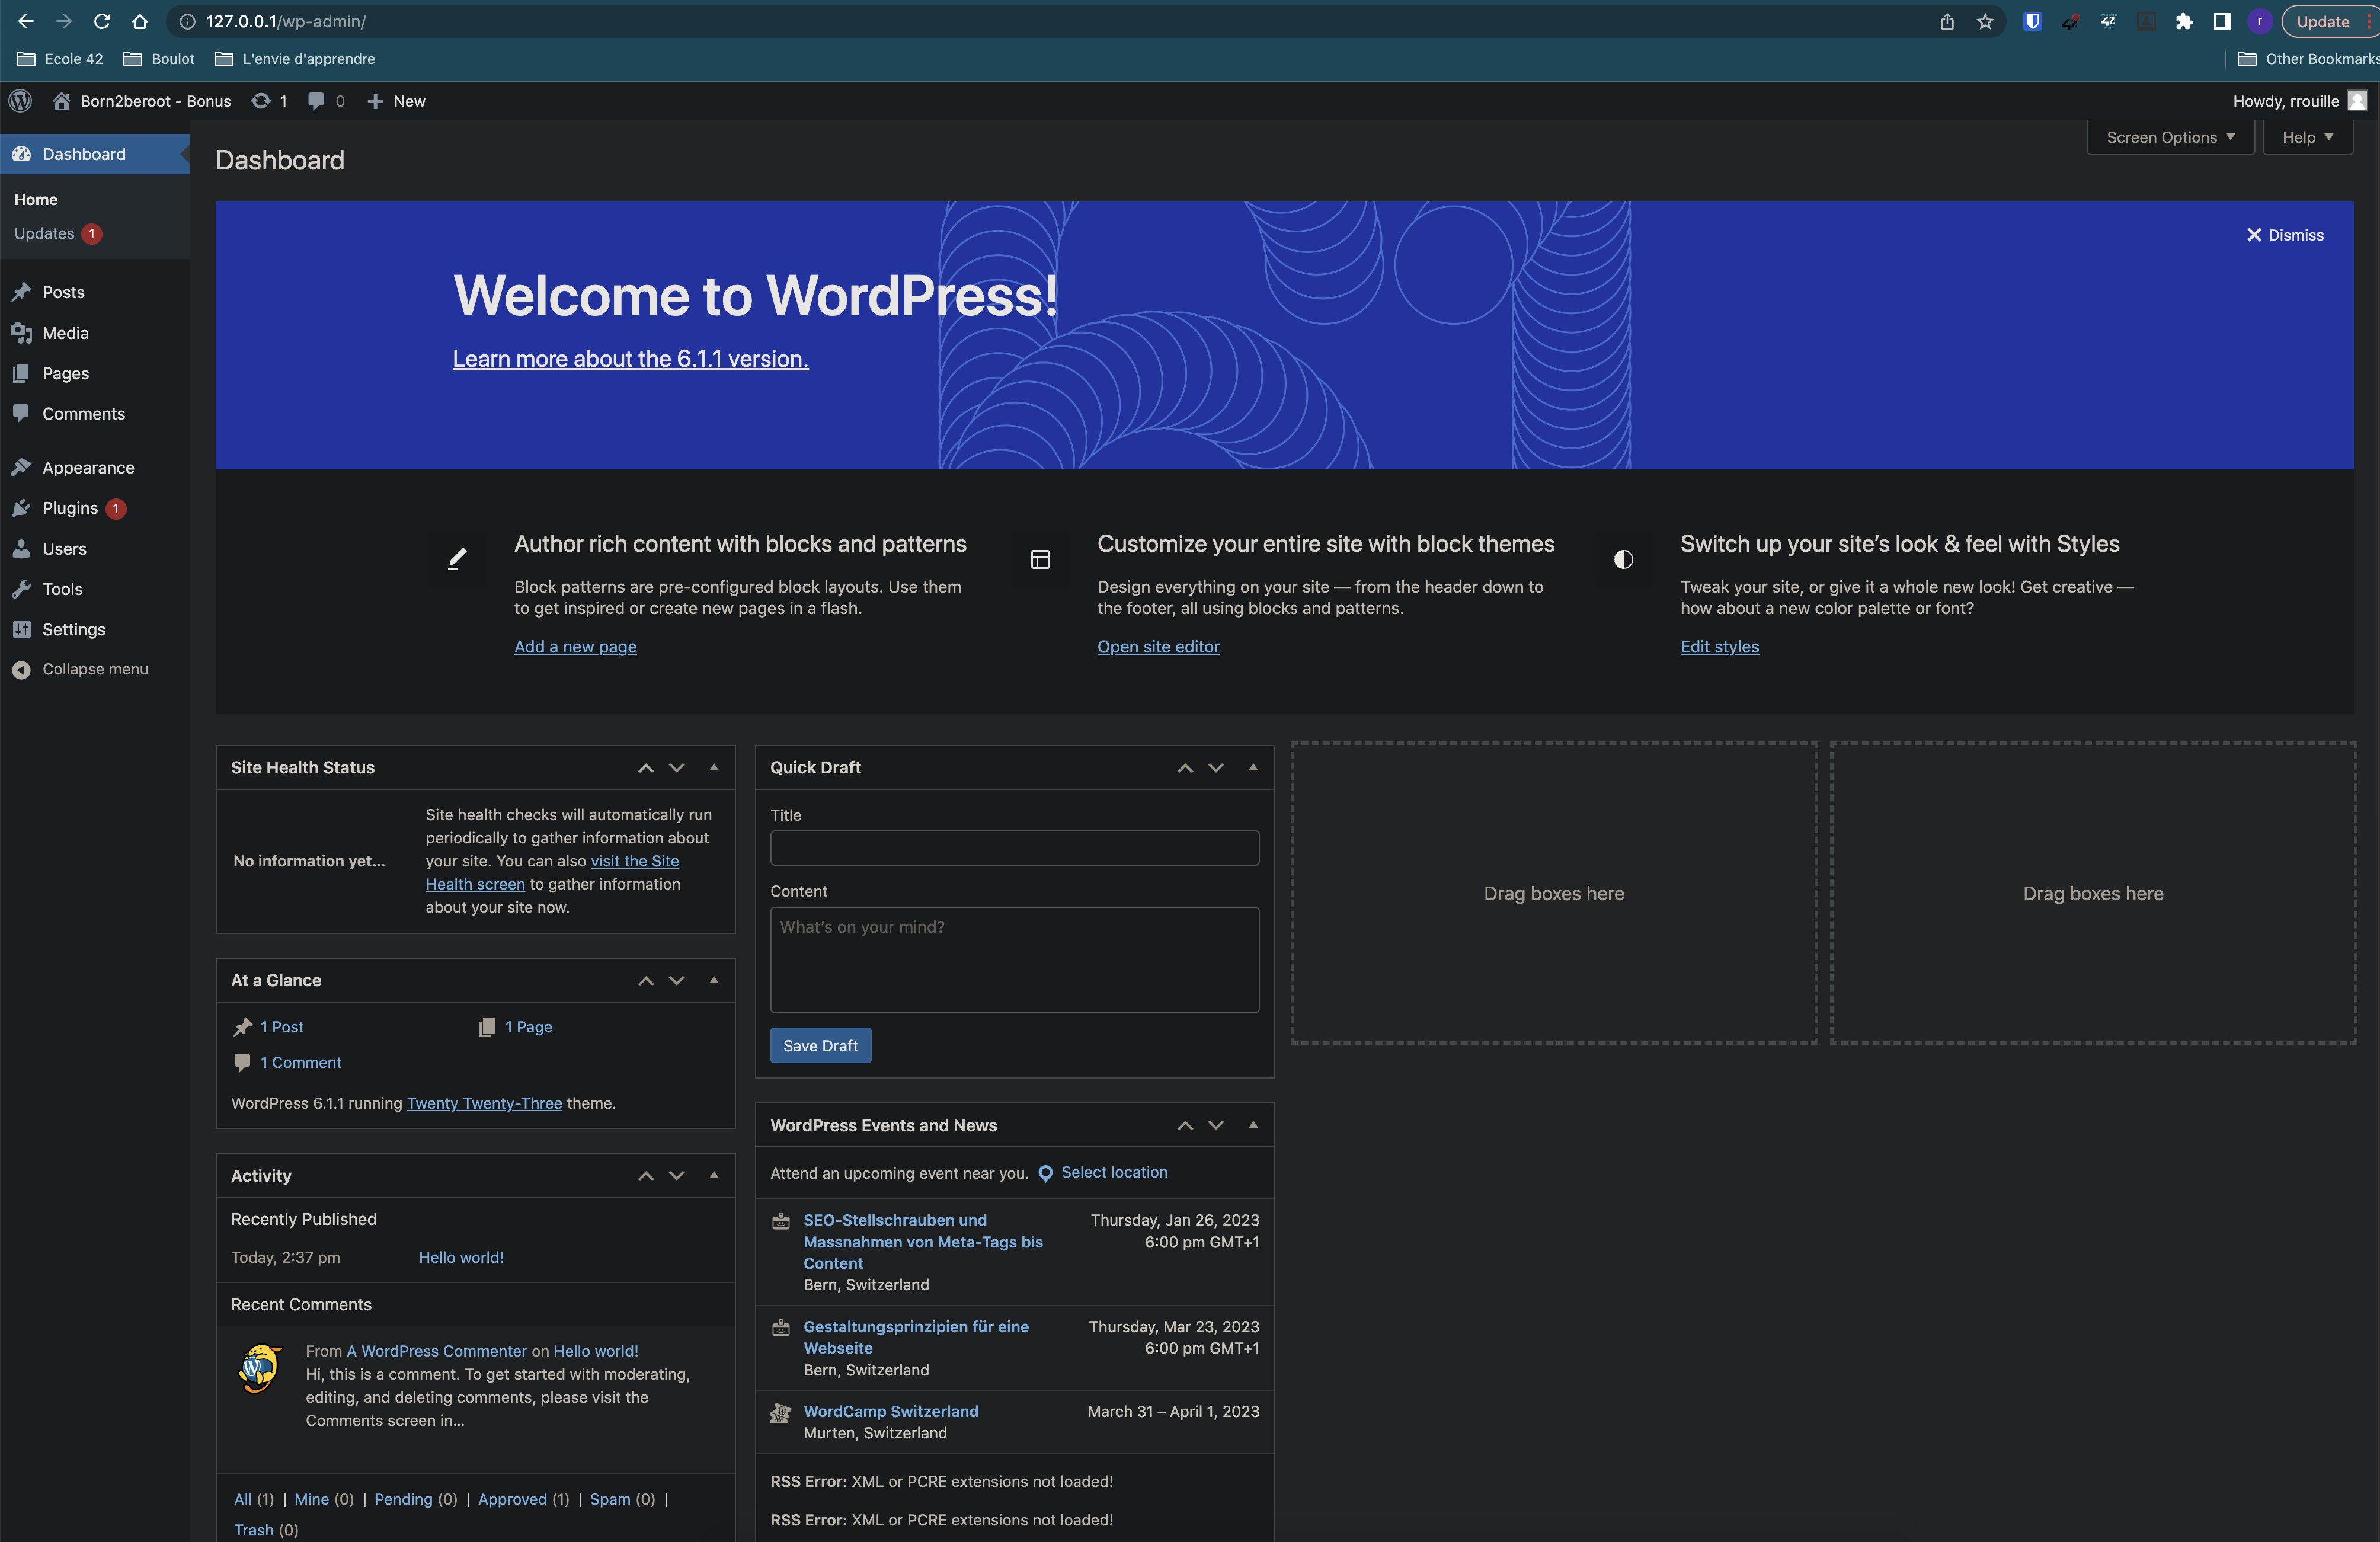 127.0.0.1/wp-admin/
Update
Ecole 42
Boulot
L'envie d'apprendre
Other Bookmarks
Born2beroot - Bonus
1
0
New
Howdy, rrouille
Screen Options
Help
Dashboard
Home
Updates 1
Posts
Media
Pages
Comments
Appearance
Plugins 1
Users
Tools
Settings
Collapse menu
Dashboard
Dismiss
Welcome to WordPress!
Learn more about the 6.1.1 version.
Author rich content with blocks and patterns
Block patterns are pre-configured block layouts. Use them
to get inspired or create new pages in a flash.
Add a new page
Customize your entire site with block themes
Design everything on your site — from the header down to
the footer, all using blocks and patterns.
Open site editor
Switch up your site’s look & feel with Styles
Tweak your site, or give it a whole new look! Get creative —
how about a new color palette or font?
Edit styles
Site Health Status
No information yet…
Site health checks will automatically run
periodically to gather information about
your site. You can also visit the Site
Health screen to gather information
about your site now.
At a Glance
1 Post
1 Page
1 Comment
WordPress 6.1.1 running Twenty Twenty-Three theme.
Activity
Recently Published
Today, 2:37 pm
Hello world!
Recent Comments
From A WordPress Commenter on Hello world!
Hi, this is a comment. To get started with moderating,
editing, and deleting comments, please visit the
Comments screen in…
All (1) | Mine (0) | Pending (0) | Approved (1) | Spam (0) |
Trash (0)
Quick Draft
Title
Content
What’s on your mind?
Save Draft
WordPress Events and News
Attend an upcoming event near you. Select location
SEO-Stellschrauben und
Massnahmen von Meta-Tags bis
Content
Bern, Switzerland
Thursday, Jan 26, 2023
6:00 pm GMT+1
Gestaltungsprinzipien für eine
Webseite
Bern, Switzerland
Thursday, Mar 23, 2023
6:00 pm GMT+1
WordCamp Switzerland
Murten, Switzerland
March 31 – April 1, 2023
RSS Error: XML or PCRE extensions not loaded!
RSS Error: XML or PCRE extensions not loaded!
Drag boxes here
Drag boxes here